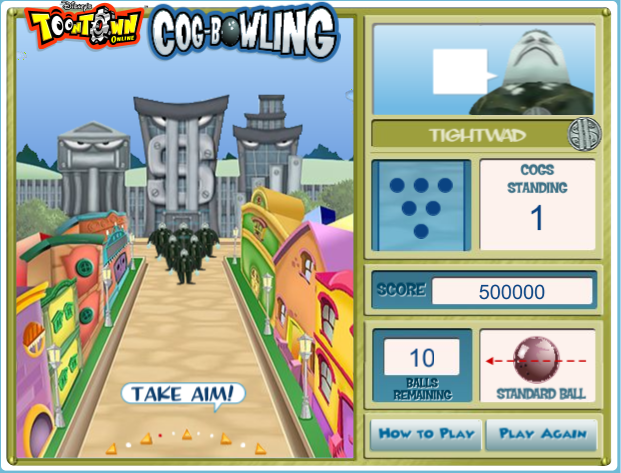 Disney's
TOONTOWN
ONLINE
COG-BOWLING
TIGHTWAD
COGS
STANDING
1
SCORE 500000
10
BALLS
REMAINING
STANDARD BALL
TAKE AIM!
HOW TO PLAY
PLAY AGAIN